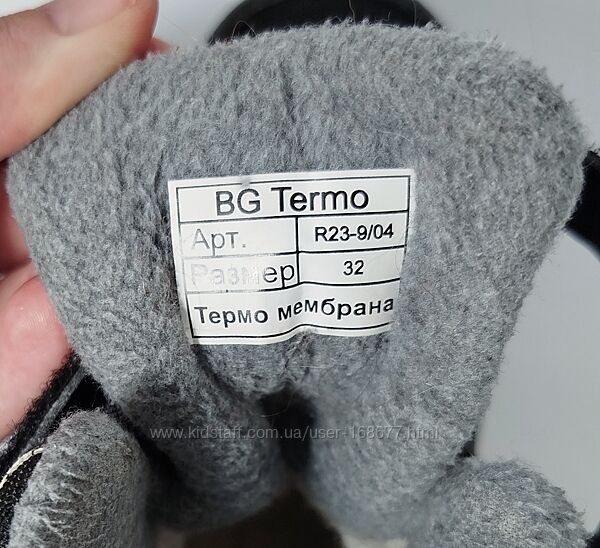 BG Termo
Арт. R23-9/04
Размер 32
Термо мембрана
www.kidstaff.com.ua/user-168677.html